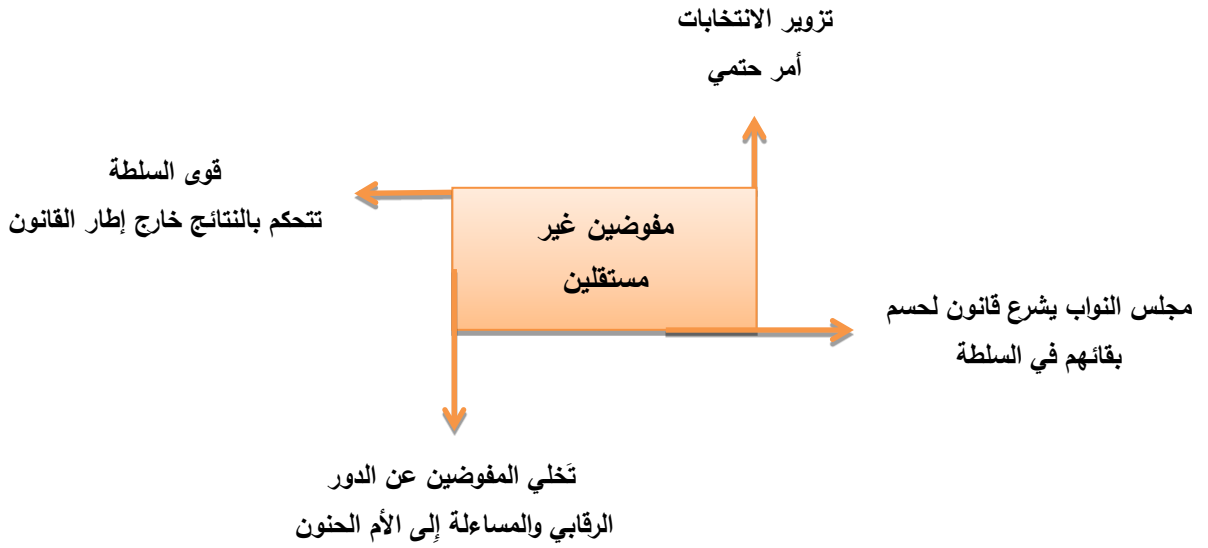 تزوير الانتخابات
أمر حتمي
قوى السلطة
تتحكم بالنتائج خارج إطار القانون
مفوضين غير
مستقلين
مجلس النواب يشرع قانون لحسم
بقائهم في السلطة
تَخلي المفوضين عن الدور
الرقابي والمساءلة إِلى الأم الحنون